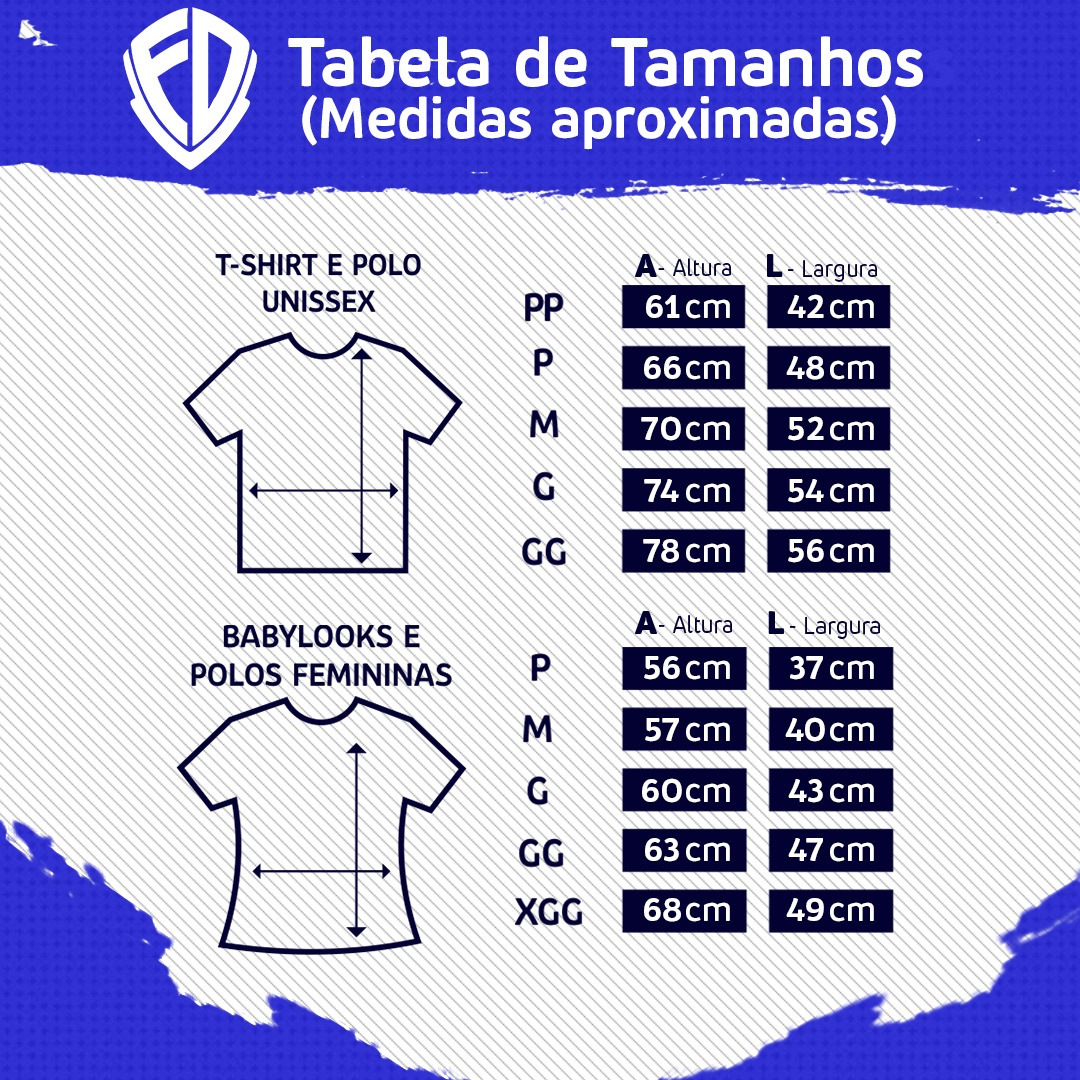 FD
Tabela de Tamanhos
(Medidas aproximadas)
T-SHIRT E POLO
UNISSEX
A - Altura L - Largura
PP 61cm 42cm
P 66cm 48cm
M 70cm 52cm
G 74cm 54cm
GG 78cm 56cm
BABYLOOKS E
POLOS FEMININAS
A - Altura L - Largura
P 56cm 37cm
M 57cm 40cm
G 60cm 43cm
GG 63cm 47cm
XGG 68cm 49cm